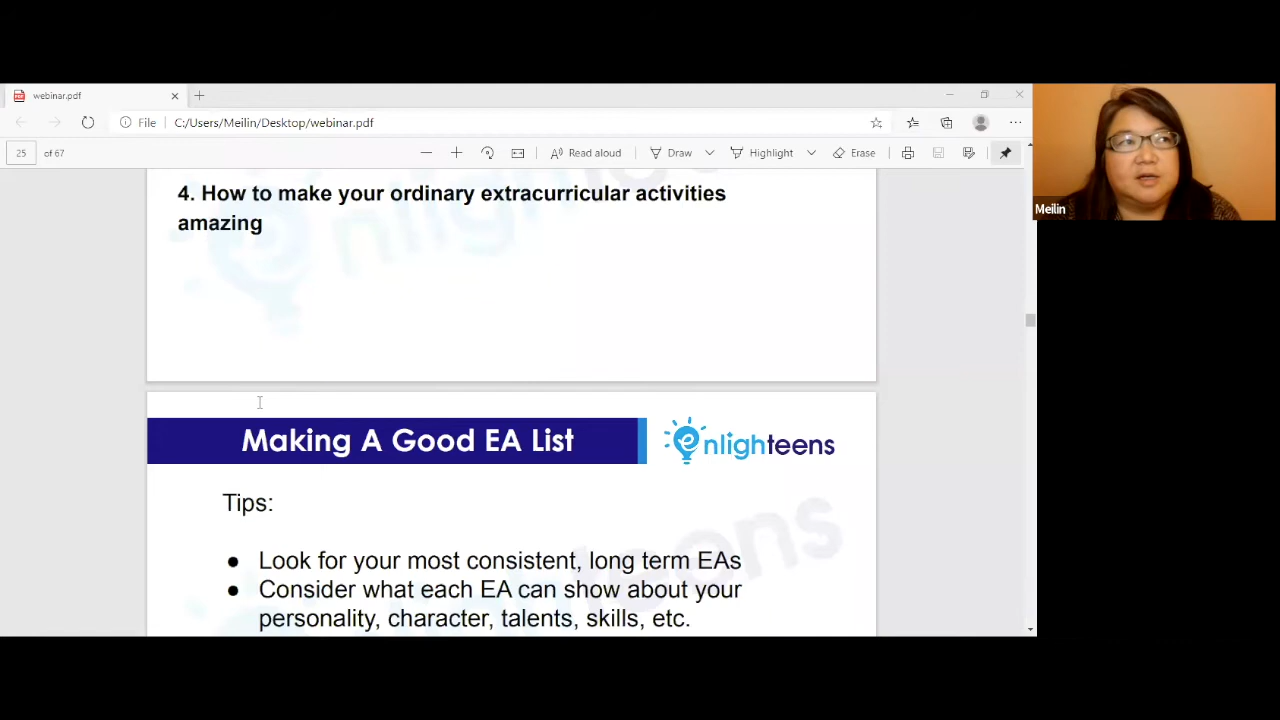 webinar.pdf
File C:/Users/Meilin/Desktop/webinar.pdf
25 of 67 Read aloud Draw Highlight Erase
4. How to make your ordinary extracurricular activities
amazing
Meilin
Making A Good EA List
enlighteens
Tips:
● Look for your most consistent, long term EAs
● Consider what each EA can show about your
personality, character, talents, skills, etc.